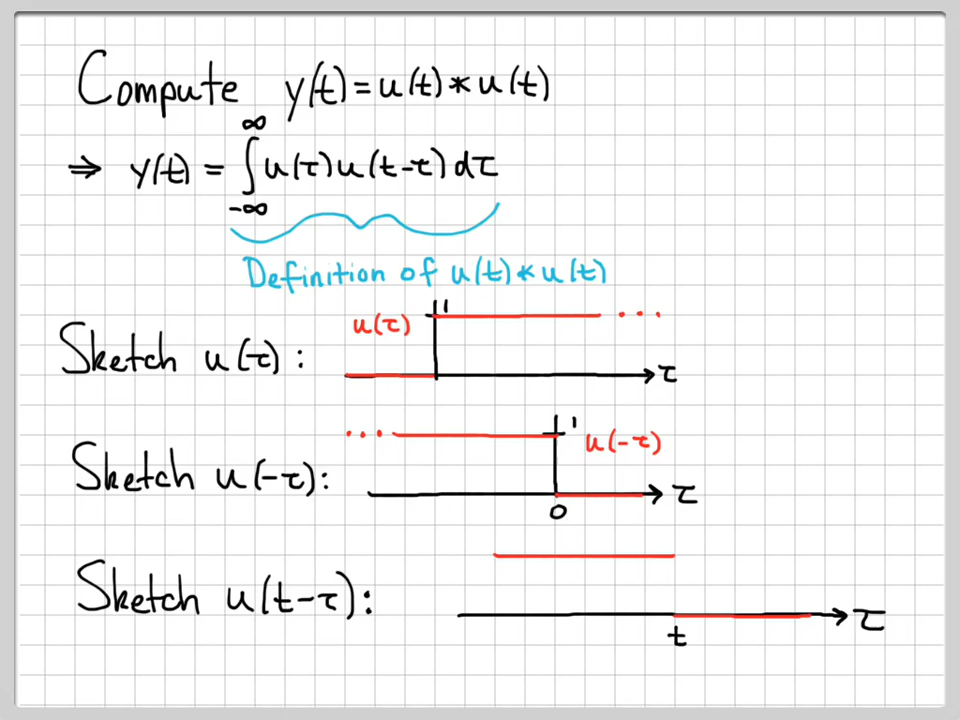 Compute y(t)=u(t)*u(t)
⇒ y(t) = ∫_{-∞}^{∞} u(τ)u(t-τ)dτ
Definition of u(t)*u(t)
Sketch u(τ):
u(τ)
1
...
τ
Sketch u(-τ):
...
1
u(-τ)
τ
0
Sketch u(t-τ):
τ
t